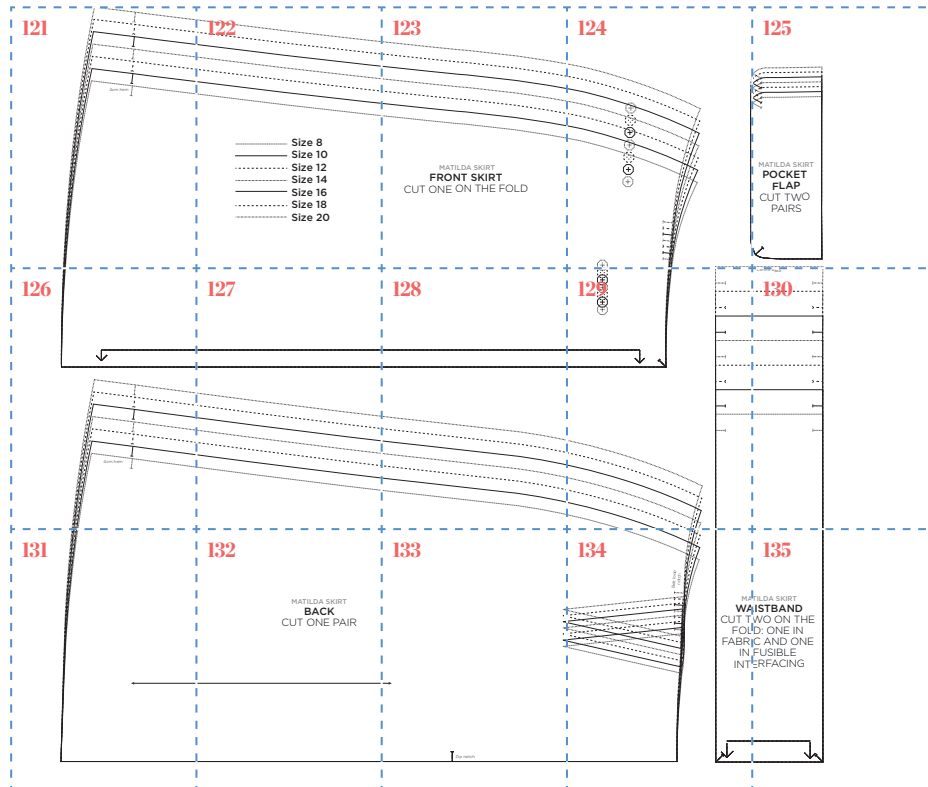 121
122
123
124
125
Size 8
Size 10
Size 12
Size 14
Size 16
Size 18
Size 20
MATILDA SKIRT
FRONT SKIRT
CUT ONE ON THE FOLD
MATILDA SKIRT
POCKET
FLAP
CUT TWO
PAIRS
126
127
128
129
130
131
132
133
134
135
MATILDA SKIRT
BACK
CUT ONE PAIR
MATILDA SKIRT
WAISTBAND
CUT TWO ON THE
FOLD: ONE IN
FABRIC AND ONE
IN FUSIBLE
INTERFACING